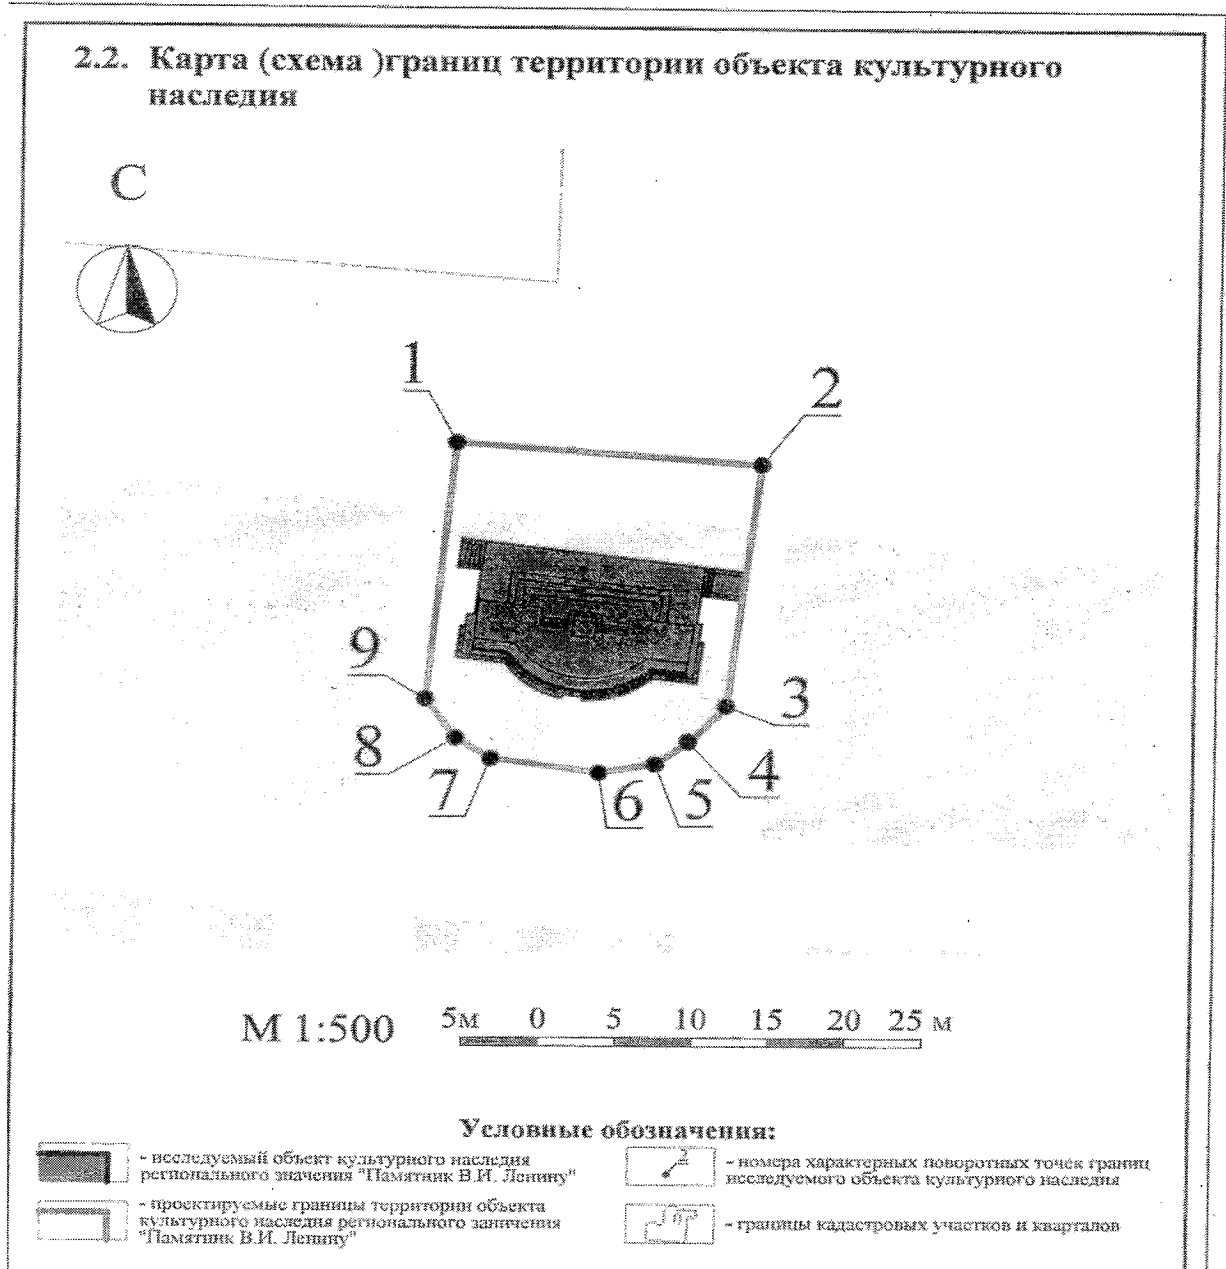 2.2. Карта (схема )границ территории объекта культурного
наследия
С
1
2
9
3
8
4
7
6
5
М 1:500
5м 0 5 10 15 20 25 м
Условные обозначения:
- исследуемый объект культурного наследия
регионального значения "Памятник В.И. Ленину"
- проектируемые границы территории объекта
культурного наследия регионального заничения
"Памятник В.И. Ленину"
2
- номера характерных поворотных точек границ
исследуемого объекта культурного наследия
- границы кадастровых участков и кварталов